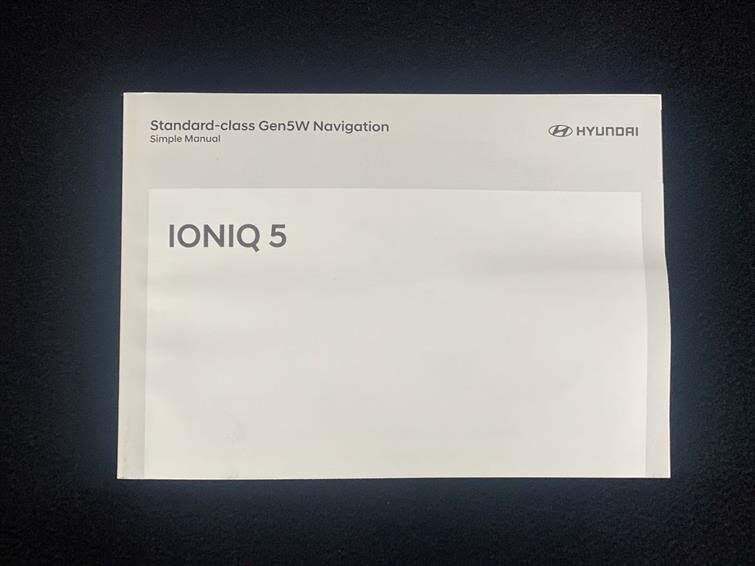 Standard-class Gen5W Navigation
Simple Manual
HYUNDAI
IONIQ 5